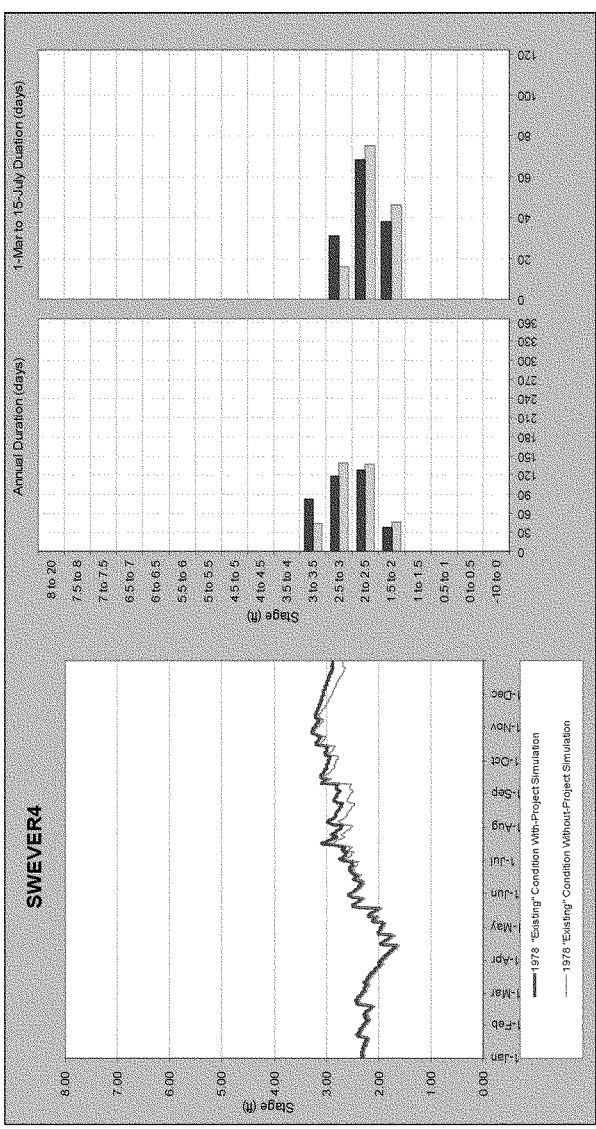 SWEVER4
Stage (ft)
8.00
7.00
6.00
5.00
4.00
3.00
2.00
1.00
0.00
1-Jan
1-Feb
1-Mar
1-Apr
1-May
1-Jun
1-Jul
1-Aug
1-Sep
1-Oct
1-Nov
1-Dec
1978 "Existing" Condition With-Project Simulation
1978 "Existing" Condition Without-Project Simulation
Annual Duration (days)
Stage (ft)
8 to 20
7.5 to 8
7 to 7.5
6.5 to 7
6 to 6.5
5.5 to 6
5 to 5.5
4.5 to 5
4 to 4.5
3.5 to 4
3 to 3.5
2.5 to 3
2 to 2.5
1.5 to 2
1 to 1.5
0.5 to 1
0 to 0.5
-10 to 0
0
30
60
90
120
150
180
210
240
270
300
330
360
1-Mar to 15-July Duation (days)
0
20
40
60
80
100
120